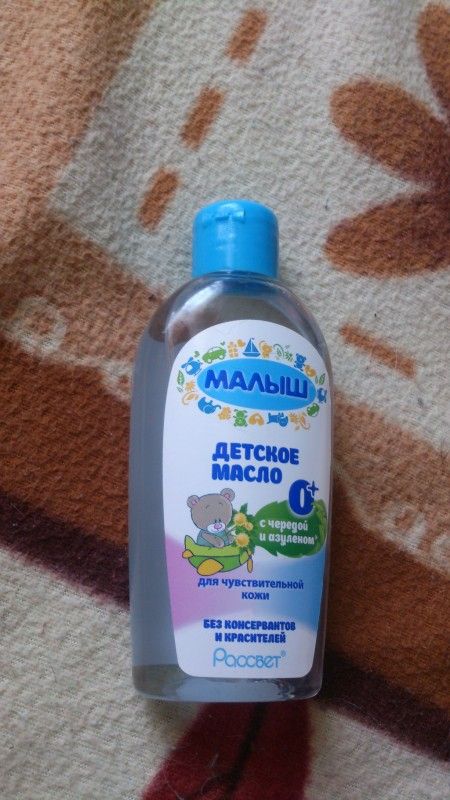 МАЛЫШ
ДЕТСКОЕ
МАСЛО
0+
с чередой
и азуленом
для чувствительной
кожи
БЕЗ КОНСЕРВАНТОВ
И КРАСИТЕЛЕЙ
Рассвет®